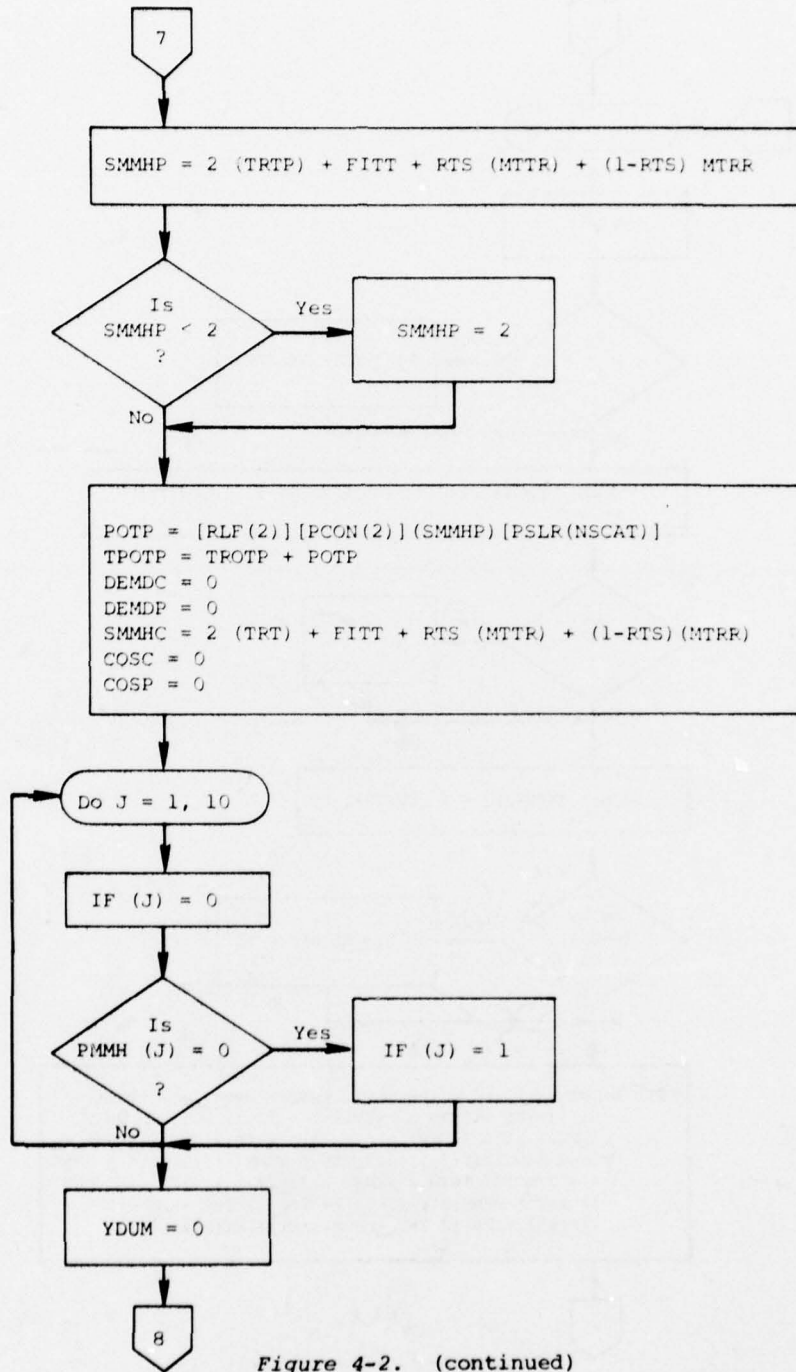 7
SMMHP = 2 (TRTP) + FITT + RTS (MTTR) + (1-RTS) MTRR
Is
SMMHP < 2
?
Yes
SMMHP = 2
No
POTP = [RLF(2)][PCON(2)](SMMHP)[PSLR(NSCAT)]
TPOTP = TROTP + POTP
DEMDC = 0
DEMDP = 0
SMMHC = 2 (TRT) + FITT + RTS (MTTR) + (1-RTS)(MTRR)
COSC = 0
COSP = 0
Do J = 1, 10
IF (J) = 0
Is
PMMH (J) = 0
?
Yes
IF (J) = 1
No
YDUM = 0
8
Figure 4-2. (continued)